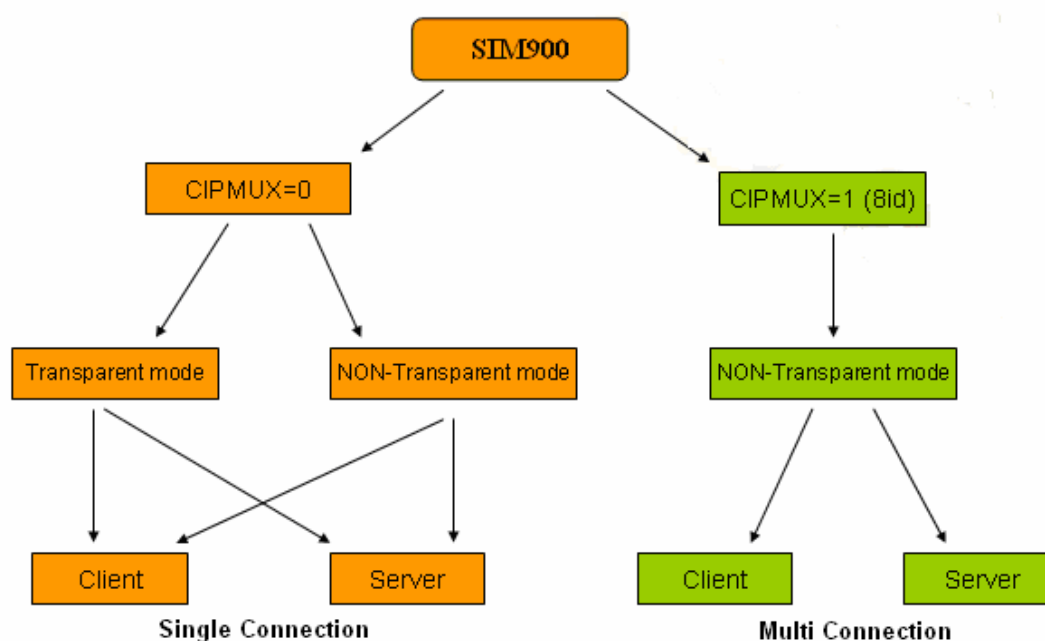 SIM900
CIPMUX=0
CIPMUX=1 (8id)
Transparent mode
NON-Transparent mode
NON-Transparent mode
Client
Server
Client
Server
Single Connection
Multi Connection